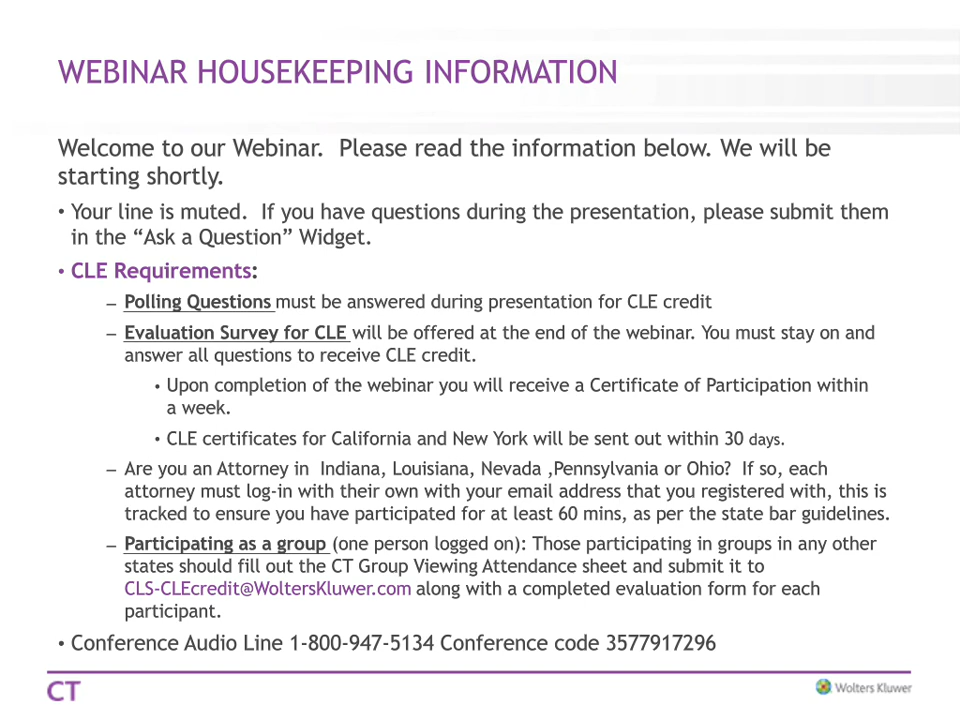 WEBINAR HOUSEKEEPING INFORMATION
Welcome to our Webinar.  Please read the information below. We will be
starting shortly.
• Your line is muted.  If you have questions during the presentation, please submit them
in the “Ask a Question” Widget.
• CLE Requirements:
– Polling Questions must be answered during presentation for CLE credit
– Evaluation Survey for CLE will be offered at the end of the webinar. You must stay on and
answer all questions to receive CLE credit.
• Upon completion of the webinar you will receive a Certificate of Participation within
a week.
• CLE certificates for California and New York will be sent out within 30 days.
– Are you an Attorney in  Indiana, Louisiana, Nevada ,Pennsylvania or Ohio?  If so, each
attorney must log-in with their own with your email address that you registered with, this is
tracked to ensure you have participated for at least 60 mins, as per the state bar guidelines.
– Participating as a group (one person logged on): Those participating in groups in any other
states should fill out the CT Group Viewing Attendance sheet and submit it to
CLS-CLEcredit@WoltersKluwer.com along with a completed evaluation form for each
participant.
• Conference Audio Line 1-800-947-5134 Conference code 3577917296
CT
Wolters Kluwer